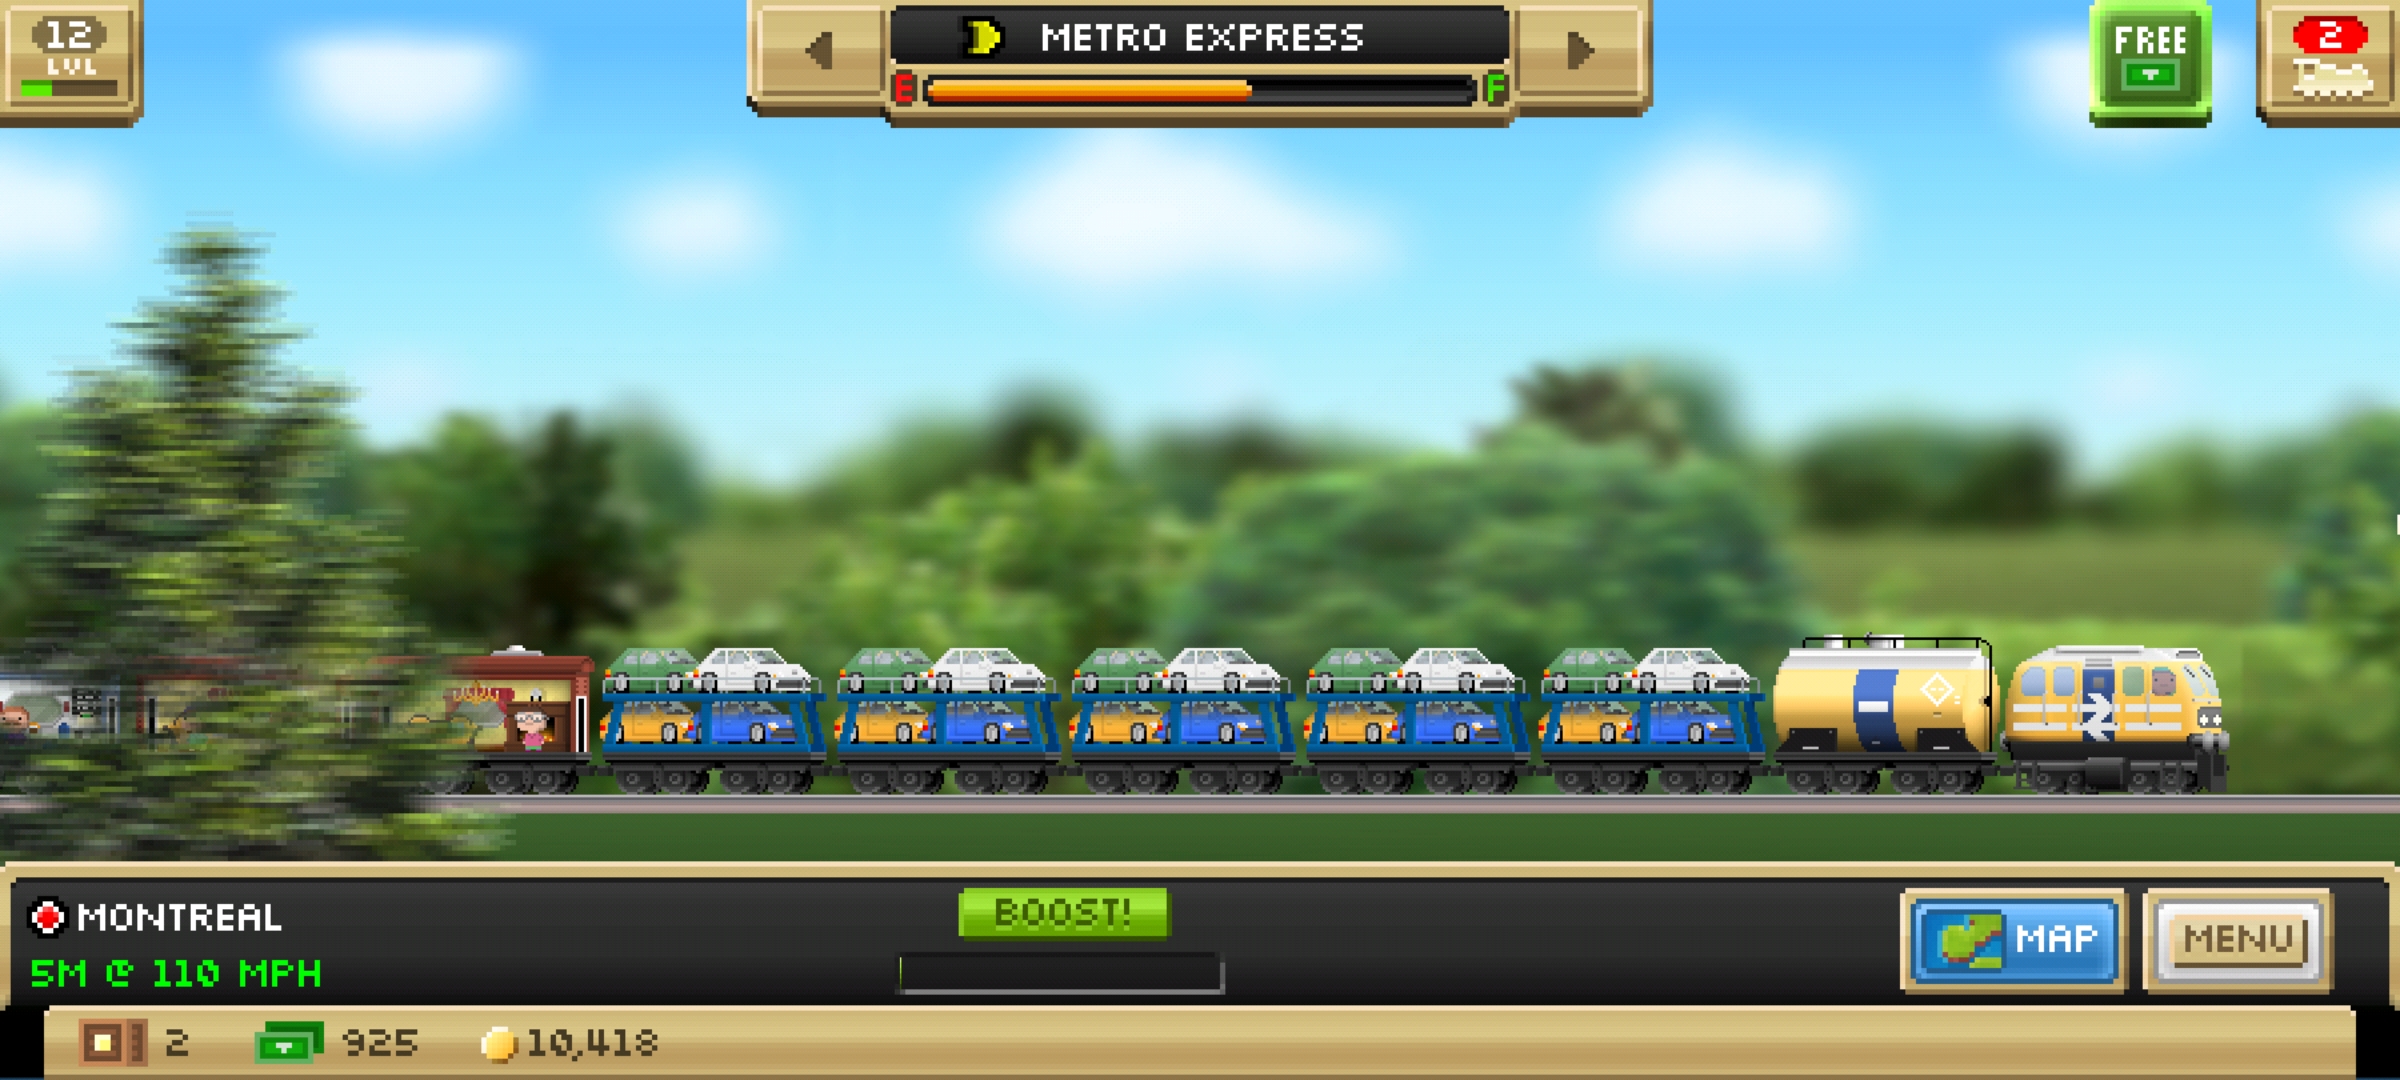 12
LVL
METRO EXPRESS
E F
FREE
2
MONTREAL
5M @ 110 MPH
BOOST!
MAP
MENU
2 925 10,418